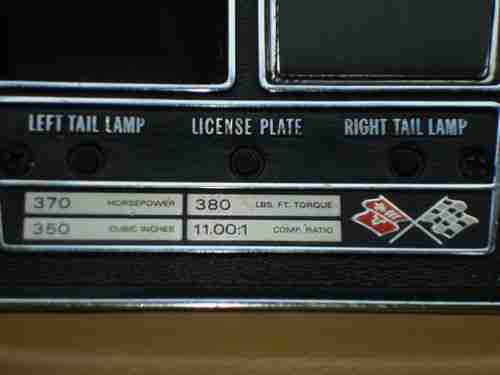 LEFT TAIL LAMP LICENSE PLATE RIGHT TAIL LAMP
370 HORSEPOWER 380 LBS. FT. TORQUE
350 CUBIC INCHES 11.00:1 COMP. RATIO